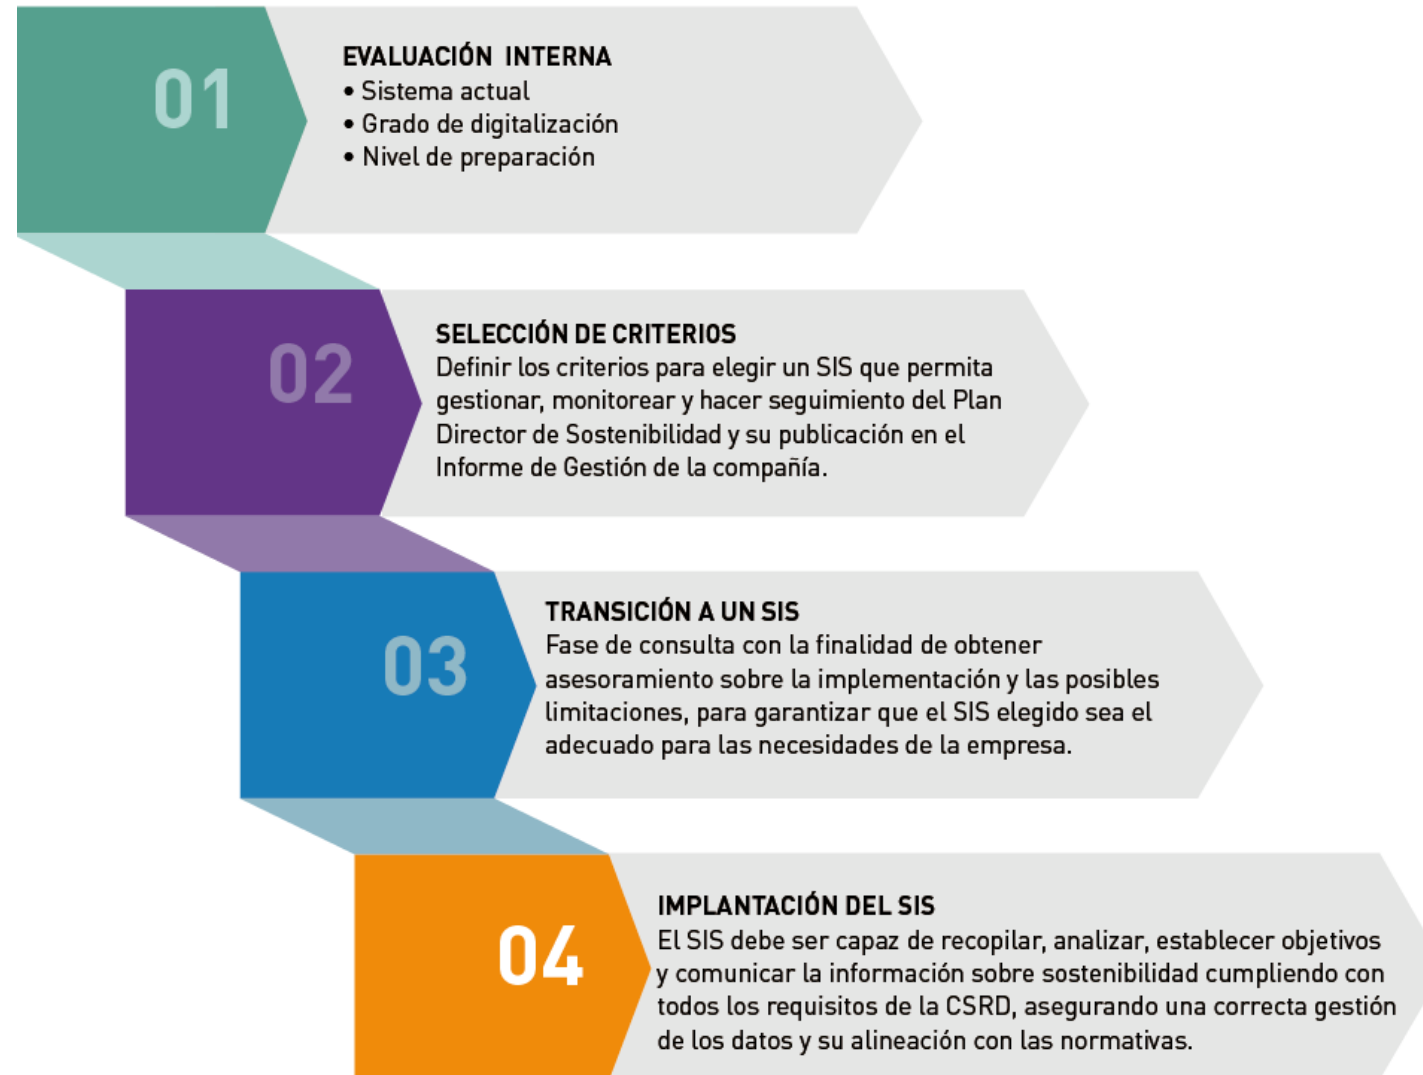 01
EVALUACIÓN INTERNA
• Sistema actual
• Grado de digitalización
• Nivel de preparación
02
SELECCIÓN DE CRITERIOS
Definir los criterios para elegir un SIS que permita
gestionar, monitorear y hacer seguimiento del Plan
Director de Sostenibilidad y su publicación en el
Informe de Gestión de la compañía.
03
TRANSICIÓN A UN SIS
Fase de consulta con la finalidad de obtener
asesoramiento sobre la implementación y las posibles
limitaciones, para garantizar que el SIS elegido sea el
adecuado para las necesidades de la empresa.
04
IMPLANTACIÓN DEL SIS
El SIS debe ser capaz de recopilar, analizar, establecer objetivos
y comunicar la información sobre sostenibilidad cumpliendo con
todos los requisitos de la CSRD, asegurando una correcta gestión
de los datos y su alineación con las normativas.